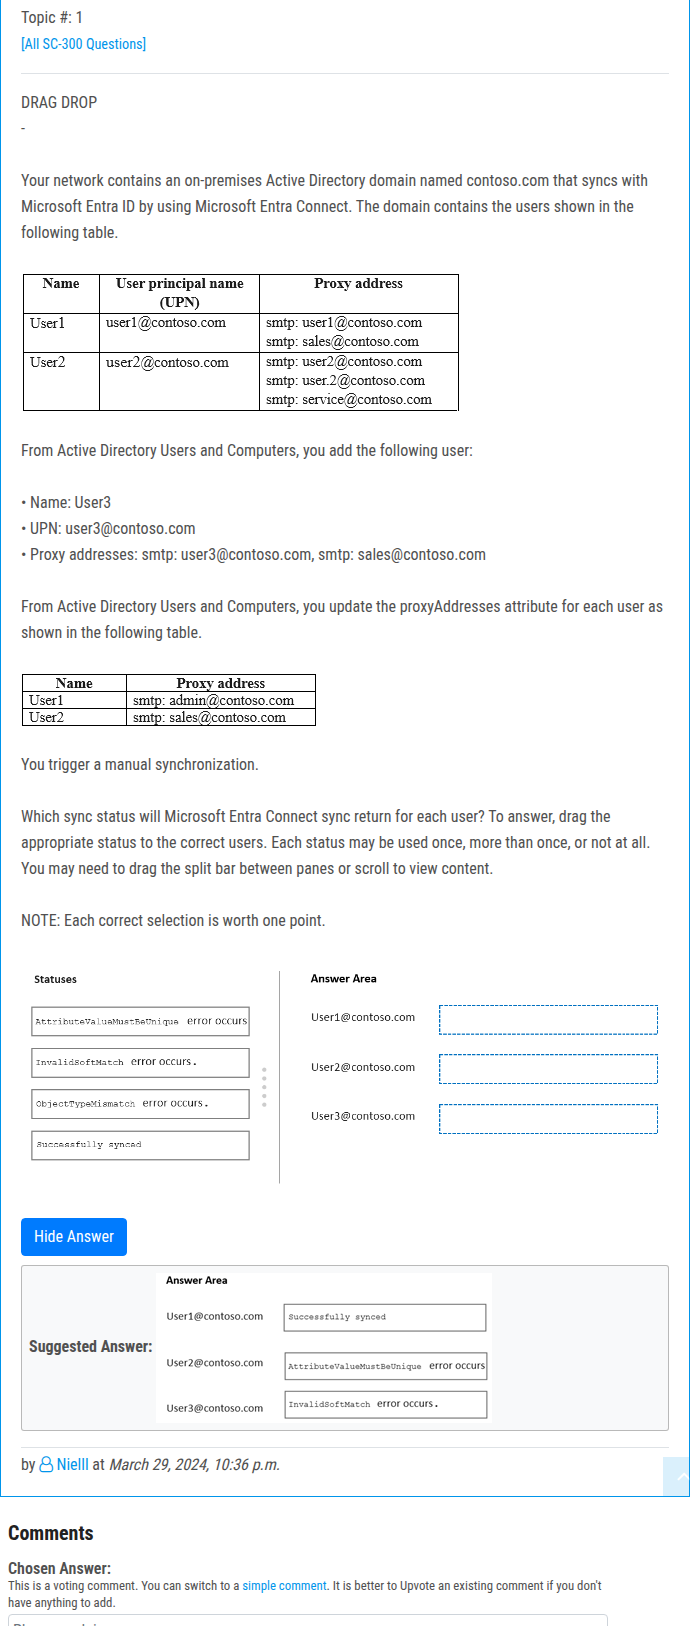 Topic #: 1
[All SC-300 Questions]
DRAG DROP
-
Your network contains an on-premises Active Directory domain named contoso.com that syncs with
Microsoft Entra ID by using Microsoft Entra Connect. The domain contains the users shown in the
following table.
Name User principal name (UPN) Proxy address
User1 user1@contoso.com smtp: user1@contoso.com
smtp: sales@contoso.com
User2 user2@contoso.com smtp: user2@contoso.com
smtp: user.2@contoso.com
smtp: service@contoso.com
From Active Directory Users and Computers, you add the following user:
• Name: User3
• UPN: user3@contoso.com
• Proxy addresses: smtp: user3@contoso.com, smtp: sales@contoso.com
From Active Directory Users and Computers, you update the proxyAddresses attribute for each user as
shown in the following table.
Name Proxy address
User1 smtp: admin@contoso.com
User2 smtp: sales@contoso.com
You trigger a manual synchronization.
Which sync status will Microsoft Entra Connect sync return for each user? To answer, drag the
appropriate status to the correct users. Each status may be used once, more than once, or not at all.
You may need to drag the split bar between panes or scroll to view content.
NOTE: Each correct selection is worth one point.
Statuses
AttributeValueMustBeUnique error occurs
InvalidSoftMatch error occurs.
ObjectTypeMismatch error occurs.
Successfully synced
Answer Area
User1@contoso.com
User2@contoso.com
User3@contoso.com
Hide Answer
Suggested Answer:
Answer Area
User1@contoso.com Successfully synced
User2@contoso.com AttributeValueMustBeUnique error occurs
User3@contoso.com InvalidSoftMatch error occurs.
by Nielll at March 29, 2024, 10:36 p.m.
Comments
Chosen Answer:
This is a voting comment. You can switch to a simple comment. It is better to Upvote an existing comment if you don't
have anything to add.